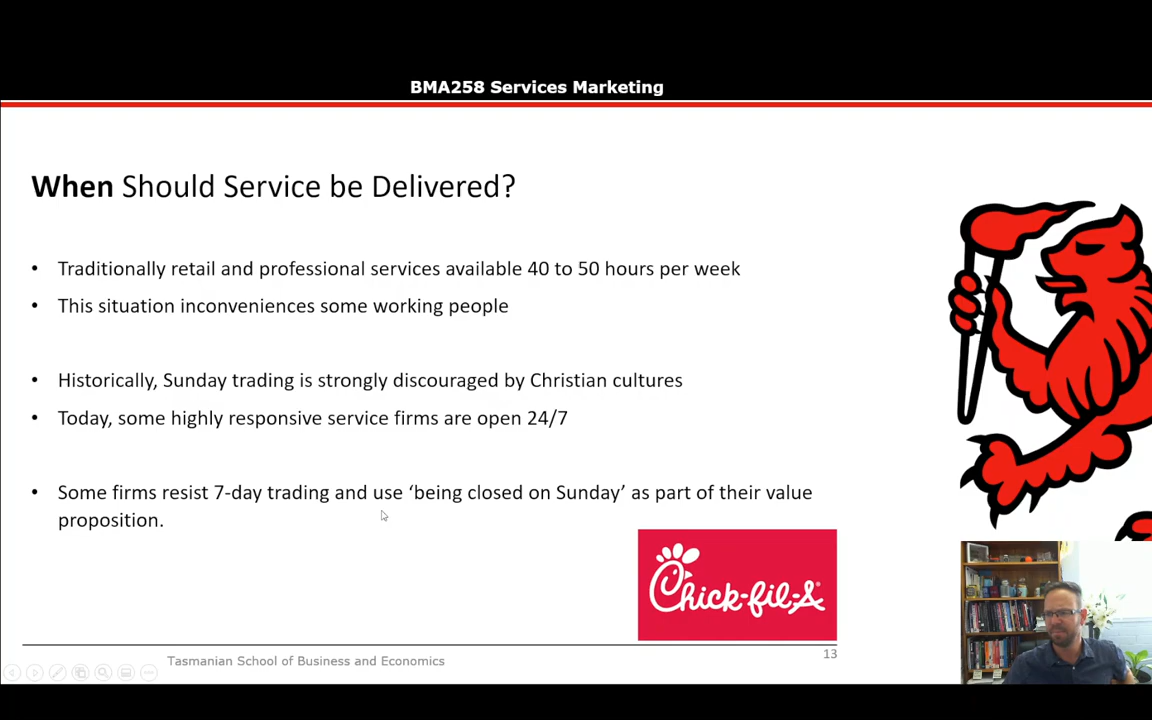 BMA258 Services Marketing
When Should Service be Delivered?
• Traditionally retail and professional services available 40 to 50 hours per week
• This situation inconveniences some working people
• Historically, Sunday trading is strongly discouraged by Christian cultures
• Today, some highly responsive service firms are open 24/7
• Some firms resist 7-day trading and use ‘being closed on Sunday’ as part of their value
proposition.
Chick-fil-A®
Tasmanian School of Business and Economics
13